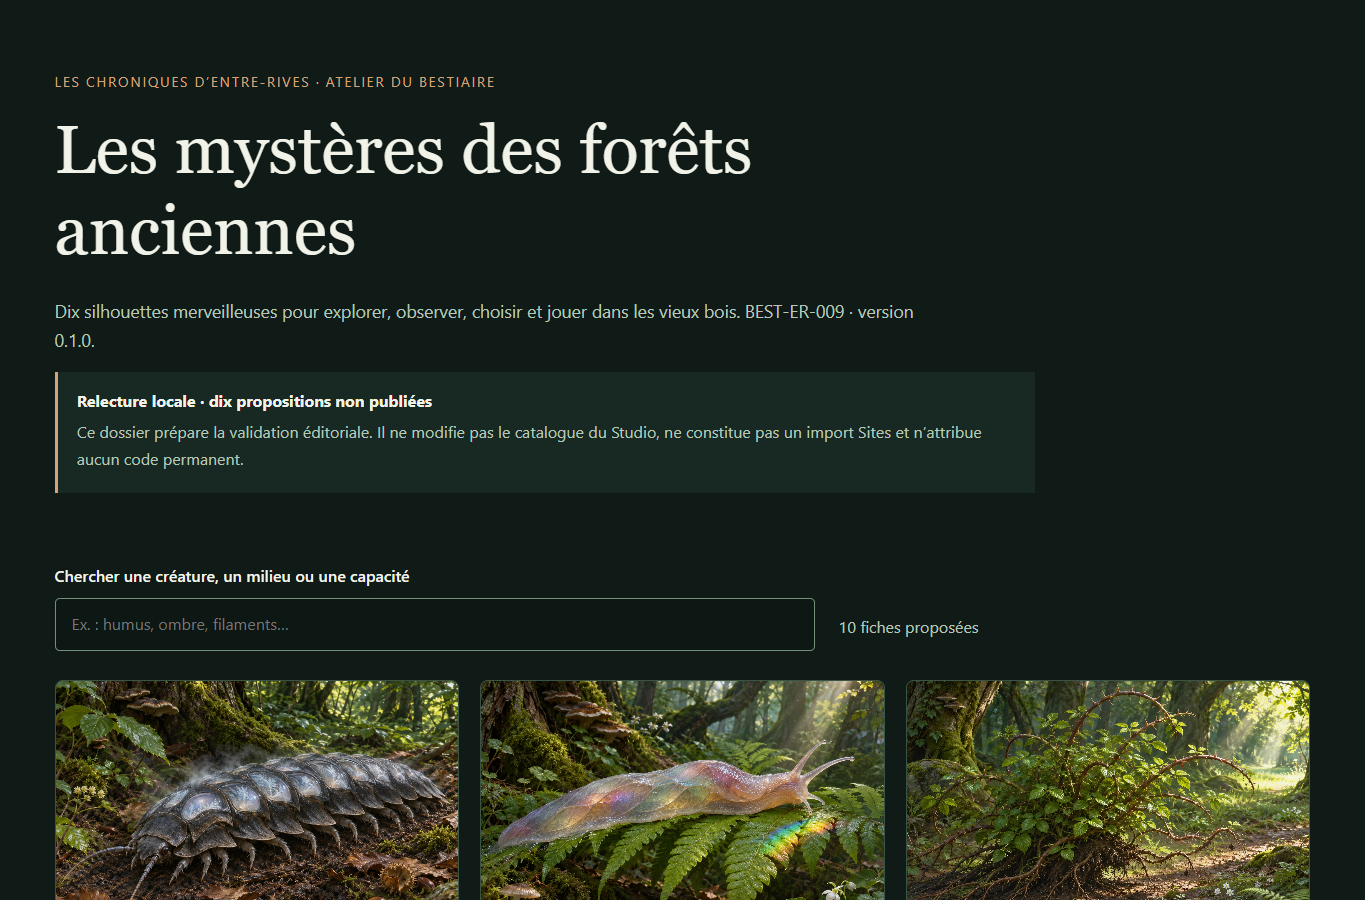 LES CHRONIQUES D’ENTRE-RIVES · ATELIER DU BESTIAIRE
Les mystères des forêts
anciennes
Dix silhouettes merveilleuses pour explorer, observer, choisir et jouer dans les vieux bois. BEST-ER-009 · version
0.1.0.
Relecture locale · dix propositions non publiées
Ce dossier prépare la validation éditoriale. Il ne modifie pas le catalogue du Studio, ne constitue pas un import Sites et n’attribue
aucun code permanent.
Chercher une créature, un milieu ou une capacité
Ex. : humus, ombre, filaments…
10 fiches proposées